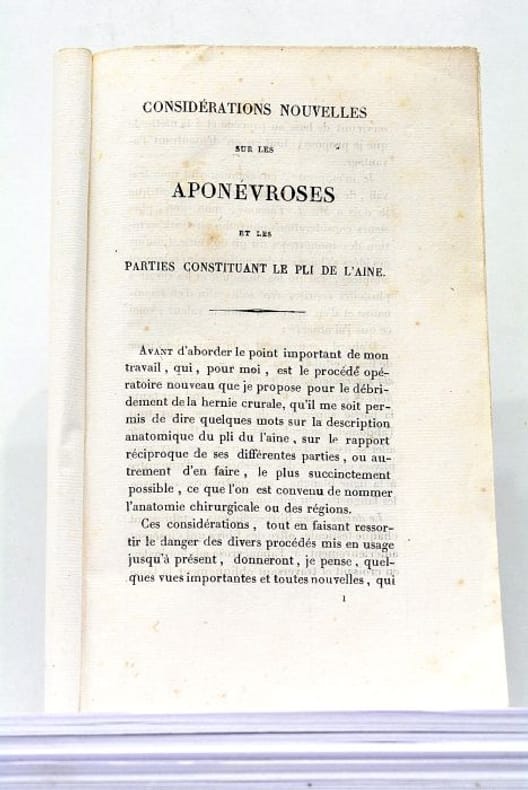 CONSIDÉRATIONS NOUVELLES
SUR LES
APONÉVROSES
ET LES
PARTIES CONSTITUANT LE PLI DE L'AINE.
AVANT d'aborder le point important de mon
travail, qui, pour moi, est le procédé opé-
ratoire nouveau que je propose pour le débri-
dement de la hernie crurale, qu'il me soit per-
mis de dire quelques mots sur la description
anatomique du pli du l'aine, sur le rapport
réciproque de ses différentes parties, ou au-
trement d'en faire, le plus succinctement
possible, ce que l'on est convenu de nommer
l'anatomie chirurgicale ou des régions.
Ces considérations, tout en faisant ressor-
tir le danger des divers procédés mis en usage
jusqu'à présent, donneront, je pense, quel-
ques vues importantes et toutes nouvelles, qui
1